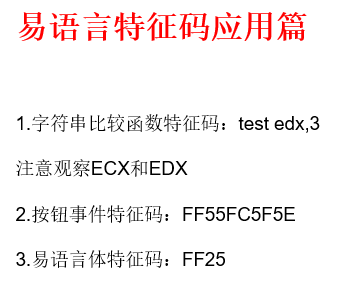 易语言特征码应用篇
1.字符串比较函数特征码：test edx,3
注意观察ECX和EDX
2.按钮事件特征码：FF55FC5F5E
3.易语言体特征码：FF25